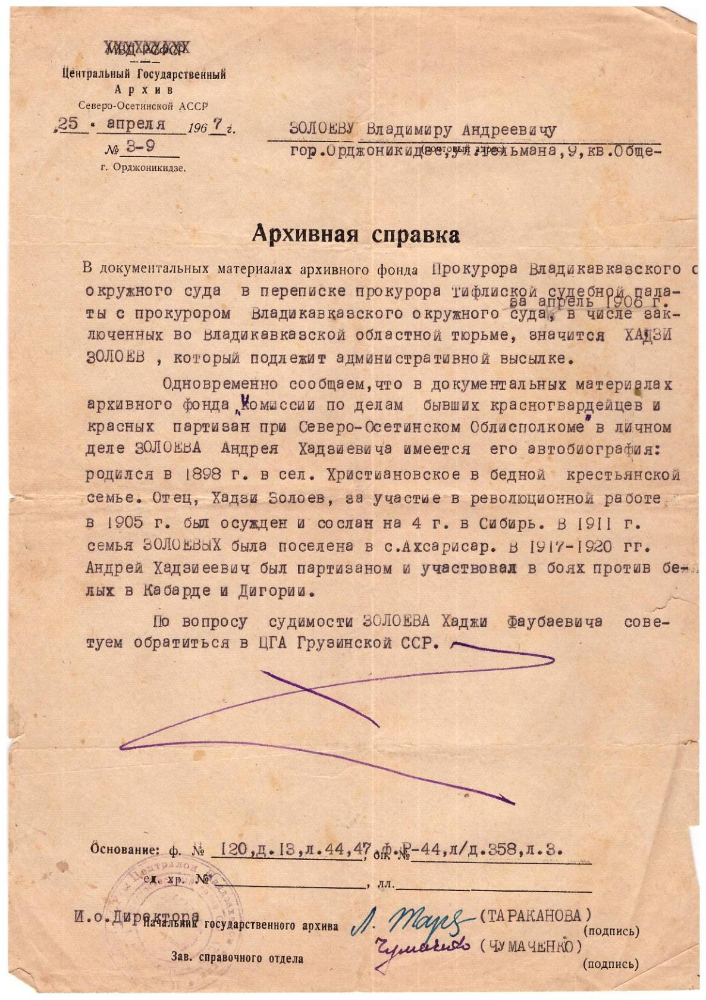 МВД РСФСР
Центральный Государственный
Архив
Северо-Осетинской АССР
„25 " апреля 1967 г.
№ 3-9
г. Орджоникидзе.
ЗОЛОЕВУ Владимиру Андреевичу
(почтовый адрес)
гор.Орджоникидзе,ул.Тельмана,9,кв.Обще-
Архивная справка
В документальных материалах архивного фонда Прокурора Владикавказского о
окружного суда в переписке прокурора Тифлиской судебной пала-
за апрель 1906 г.
ты с прокурором Владикавказского окружного суда, в числе зак-
люченных во Владикавказской областной тюрьме, значится ХАДЗИ
ЗОЛОЕВ , который подлежит административной высылке.
Одновременно сообщаем,что в документальных материалах
архивного фонда „Комиссии по делам бывших красногвардейцев и
красных партизан при Северо-Осетинском Облисполкоме" в личном
деле ЗОЛОЕВА Андрея Хадзиевича имеется его автобиография:
родился в 1898 г. в сел. Христиановское в бедной крестьянской
семье. Отец, Хадзи Золоев, за участие в революционной работе
в 1905 г. был осужден и сослан на 4 г. в Сибирь. В 1911 г.
семья ЗОЛОЕВЫХ была поселена в с.Ахсарисар. В 1917-1920 гг.
Андрей Хадзиеевич был партизаном и участвовал в боях против бе-
лых в Кабарде и Дигории.
По вопросу судимости ЗОЛОЕВА Хаджи Фаубаевича сове-
туем обратиться в ЦГА Грузинской ССР.
Основание: ф. № 120,д.13,л.44,47, ф.Р-44,л/д.358,л.3.
оп. №
ед. хр. № , лл.
И.о.Директора
Начальник государственного архива Л. Тара (ТАРАКАНОВА)
(подпись)
Чумаченко (ЧУМАЧЕНКО)
Зав. справочного отдела (подпись)